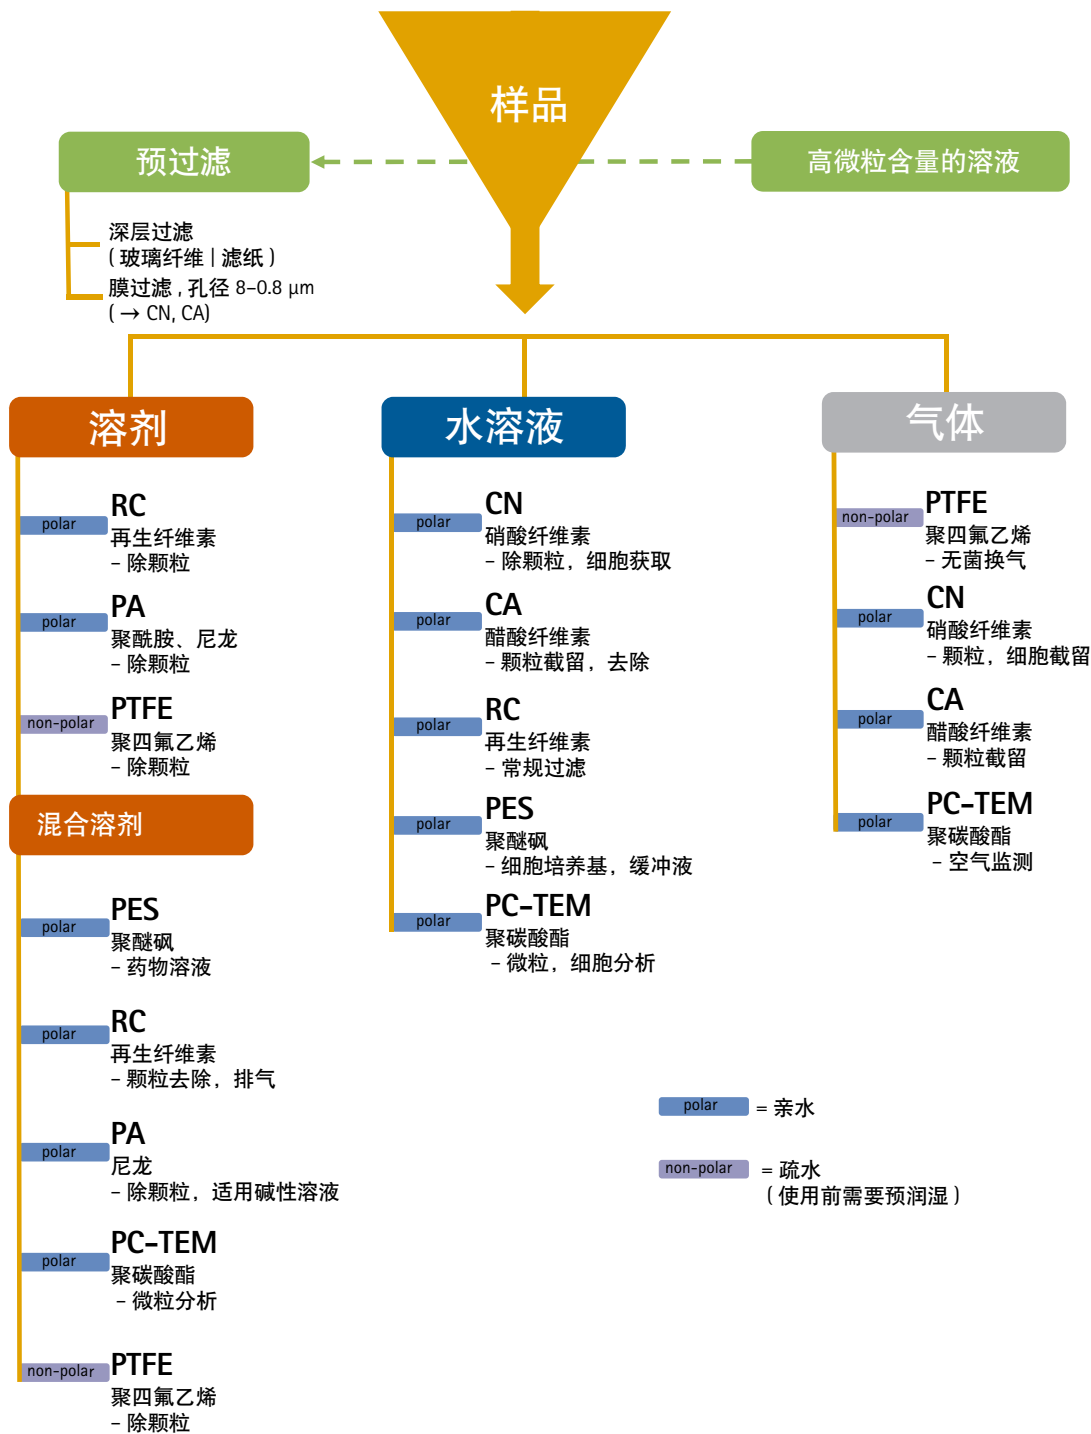 样品
预过滤
高微粒含量的溶液
深层过滤
(玻璃纤维 | 滤纸)
膜过滤 , 孔径 8–0.8 µm
(→ CN, CA)
溶剂
polar
RC
再生纤维素
– 除颗粒
polar
PA
聚酰胺、尼龙
– 除颗粒
non-polar
PTFE
聚四氟乙烯
– 除颗粒
混合溶剂
polar
PES
聚醚砜
– 药物溶液
polar
RC
再生纤维素
– 颗粒去除，排气
polar
PA
尼龙
– 除颗粒，适用碱性溶液
polar
PC-TEM
聚碳酸酯
– 微粒分析
non-polar
PTFE
聚四氟乙烯
– 除颗粒
水溶液
polar
CN
硝酸纤维素
– 除颗粒，细胞获取
polar
CA
醋酸纤维素
– 颗粒截留，去除
polar
RC
再生纤维素
– 常规过滤
polar
PES
聚醚砜
– 细胞培养基，缓冲液
polar
PC-TEM
聚碳酸酯
– 微粒，细胞分析
气体
non-polar
PTFE
聚四氟乙烯
– 无菌换气
polar
CN
硝酸纤维素
– 颗粒，细胞截留
polar
CA
醋酸纤维素
– 颗粒截留
polar
PC-TEM
聚碳酸酯
– 空气监测
polar = 亲水
non-polar = 疏水
(使用前需要预润湿)